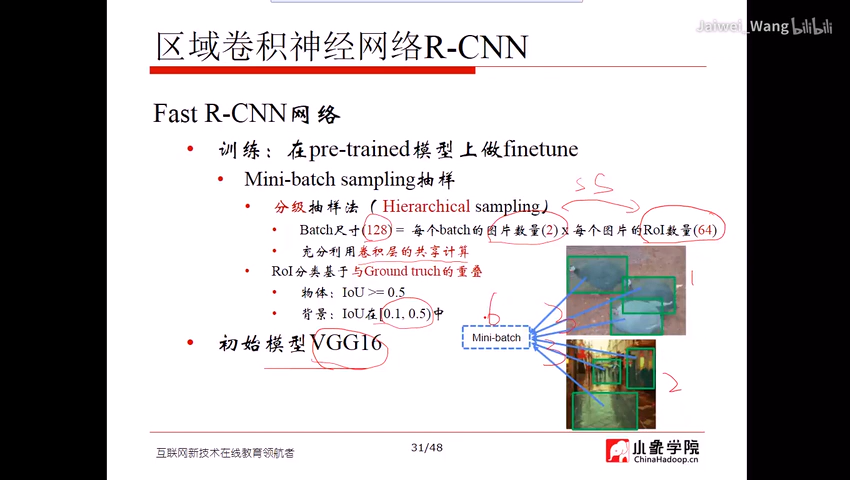 Jaiwei_Wang bilibili
区域卷积神经网络R-CNN
Fast R-CNN网络
• 训练：在pre-trained模型上做finetune
• Mini-batch sampling抽样
ss
• 分级抽样法（Hierarchical sampling）
• Batch尺寸(128) = 每个batch的图片数量(2) x 每个图片的RoI数量(64)
• 充分利用卷积层的共享计算
• RoI分类基于与Ground truch的重叠
• 物体：IoU >= 0.5
• 背景：IoU在[0.1, 0.5)中
1
6
3
Mini-batch
3
2
• 初始模型VGG16
互联网新技术在线教育领航者
31/48
小象学院
ChinaHadoop.cn